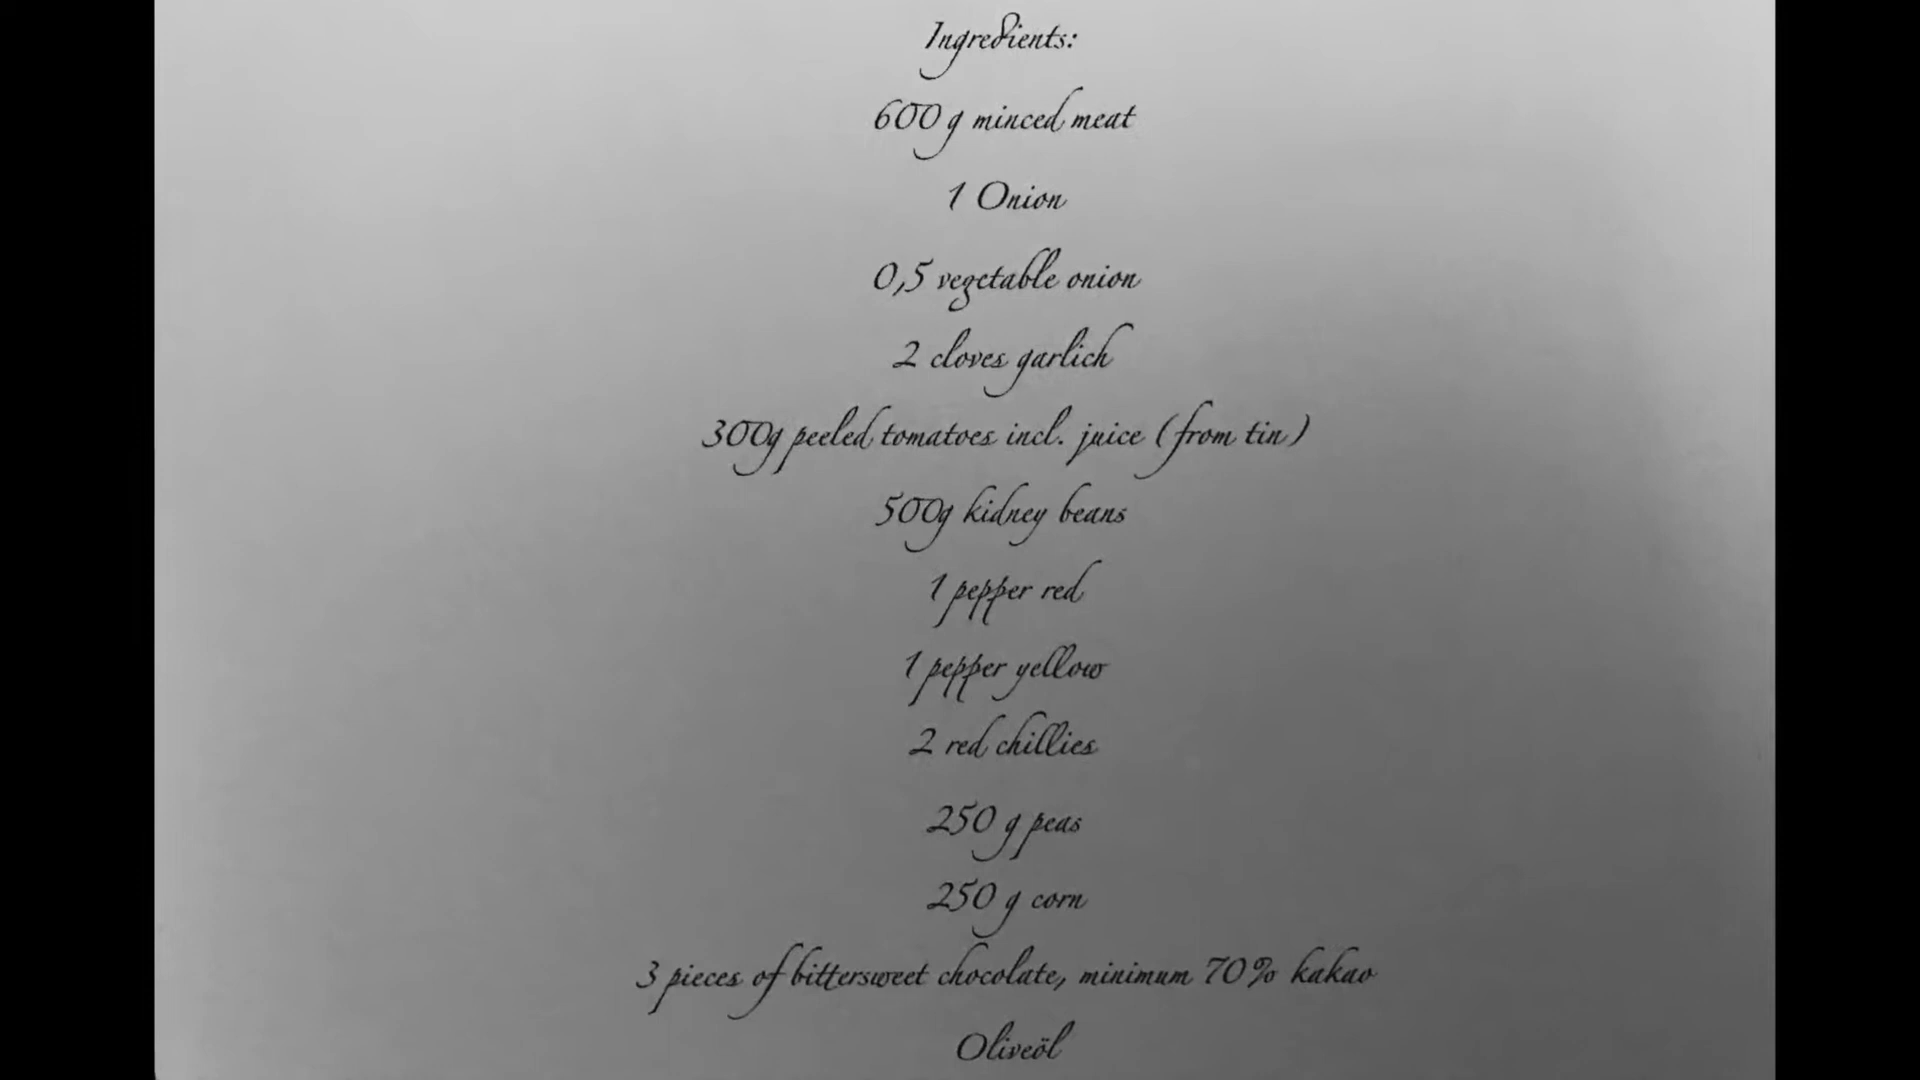 Ingredients:
600 g minced meat
1 Onion
0,5 vegetable onion
2 cloves garlich
300g peeled tomatoes incl. juice (from tin)
500g kidney beans
1 pepper red
1 pepper yellow
2 red chillies
250 g peas
250 g corn
3 pieces of bittersweet chocolate, minimum 70% kakao
Oliveöl